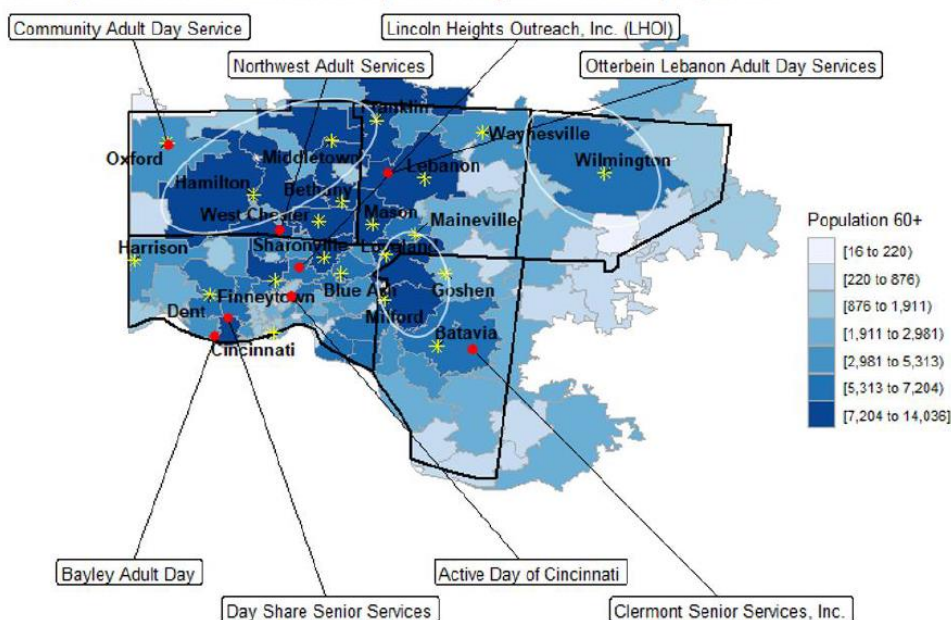 Community Adult Day Service
Lincoln Heights Outreach, Inc. (LHOI)
Northwest Adult Services
Otterbein Lebanon Adult Day Services
Franklin
Waynesville
Oxford
Middletown
Wilmington
Hamilton
Lebanon
Bethany
West Chester
Mason
Maineville
Harrison
Sharonville
Loveland
Blue Ash
Goshen
Finneytown
Dent
Milford
Batavia
Cincinnati
Population 60+
[16 to 220)
[220 to 876)
[876 to 1,911)
[1,911 to 2,981)
[2,981 to 5,313)
[5,313 to 7,204)
[7,204 to 14,036]
Bayley Adult Day
Active Day of Cincinnati
Day Share Senior Services
Clermont Senior Services, Inc.